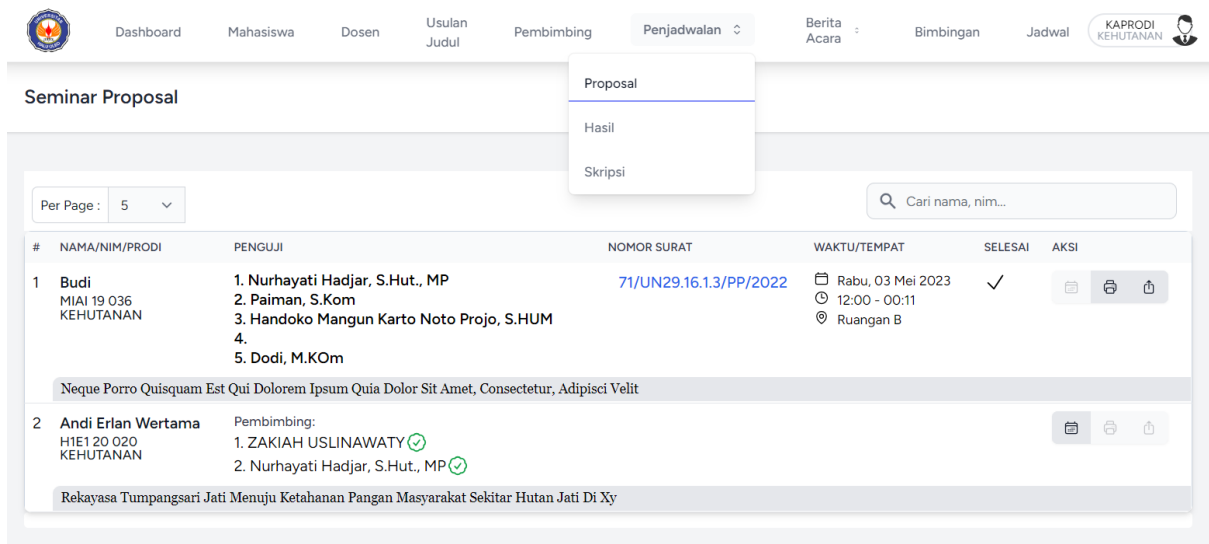 Dashboard
Mahasiswa
Dosen
Usulan
Judul
Pembimbing
Penjadwalan
Berita
Acara
Bimbingan
Jadwal
KAPRODI
KEHUTANAN
Proposal
Hasil
Skripsi
Seminar Proposal
Per Page : 5
Cari nama, nim...
# NAMA/NIM/PRODI PENGUJI NOMOR SURAT WAKTU/TEMPAT SELESAI AKSI
1 Budi
MIAI 19 036
KEHUTANAN
1. Nurhayati Hadjar, S.Hut., MP
2. Paiman, S.Kom
3. Handoko Mangun Karto Noto Projo, S.HUM
4.
5. Dodi, M.KOm
71/UN29.16.1.3/PP/2022
Rabu, 03 Mei 2023
12:00 - 00:11
Ruangan B
Neque Porro Quisquam Est Qui Dolorem Ipsum Quia Dolor Sit Amet, Consectetur, Adipisci Velit
2 Andi Erlan Wertama
H1E1 20 020
KEHUTANAN
Pembimbing:
1. ZAKIAH USLINAWATY
2. Nurhayati Hadjar, S.Hut., MP
Rekayasa Tumpangsari Jati Menuju Ketahanan Pangan Masyarakat Sekitar Hutan Jati Di Xy